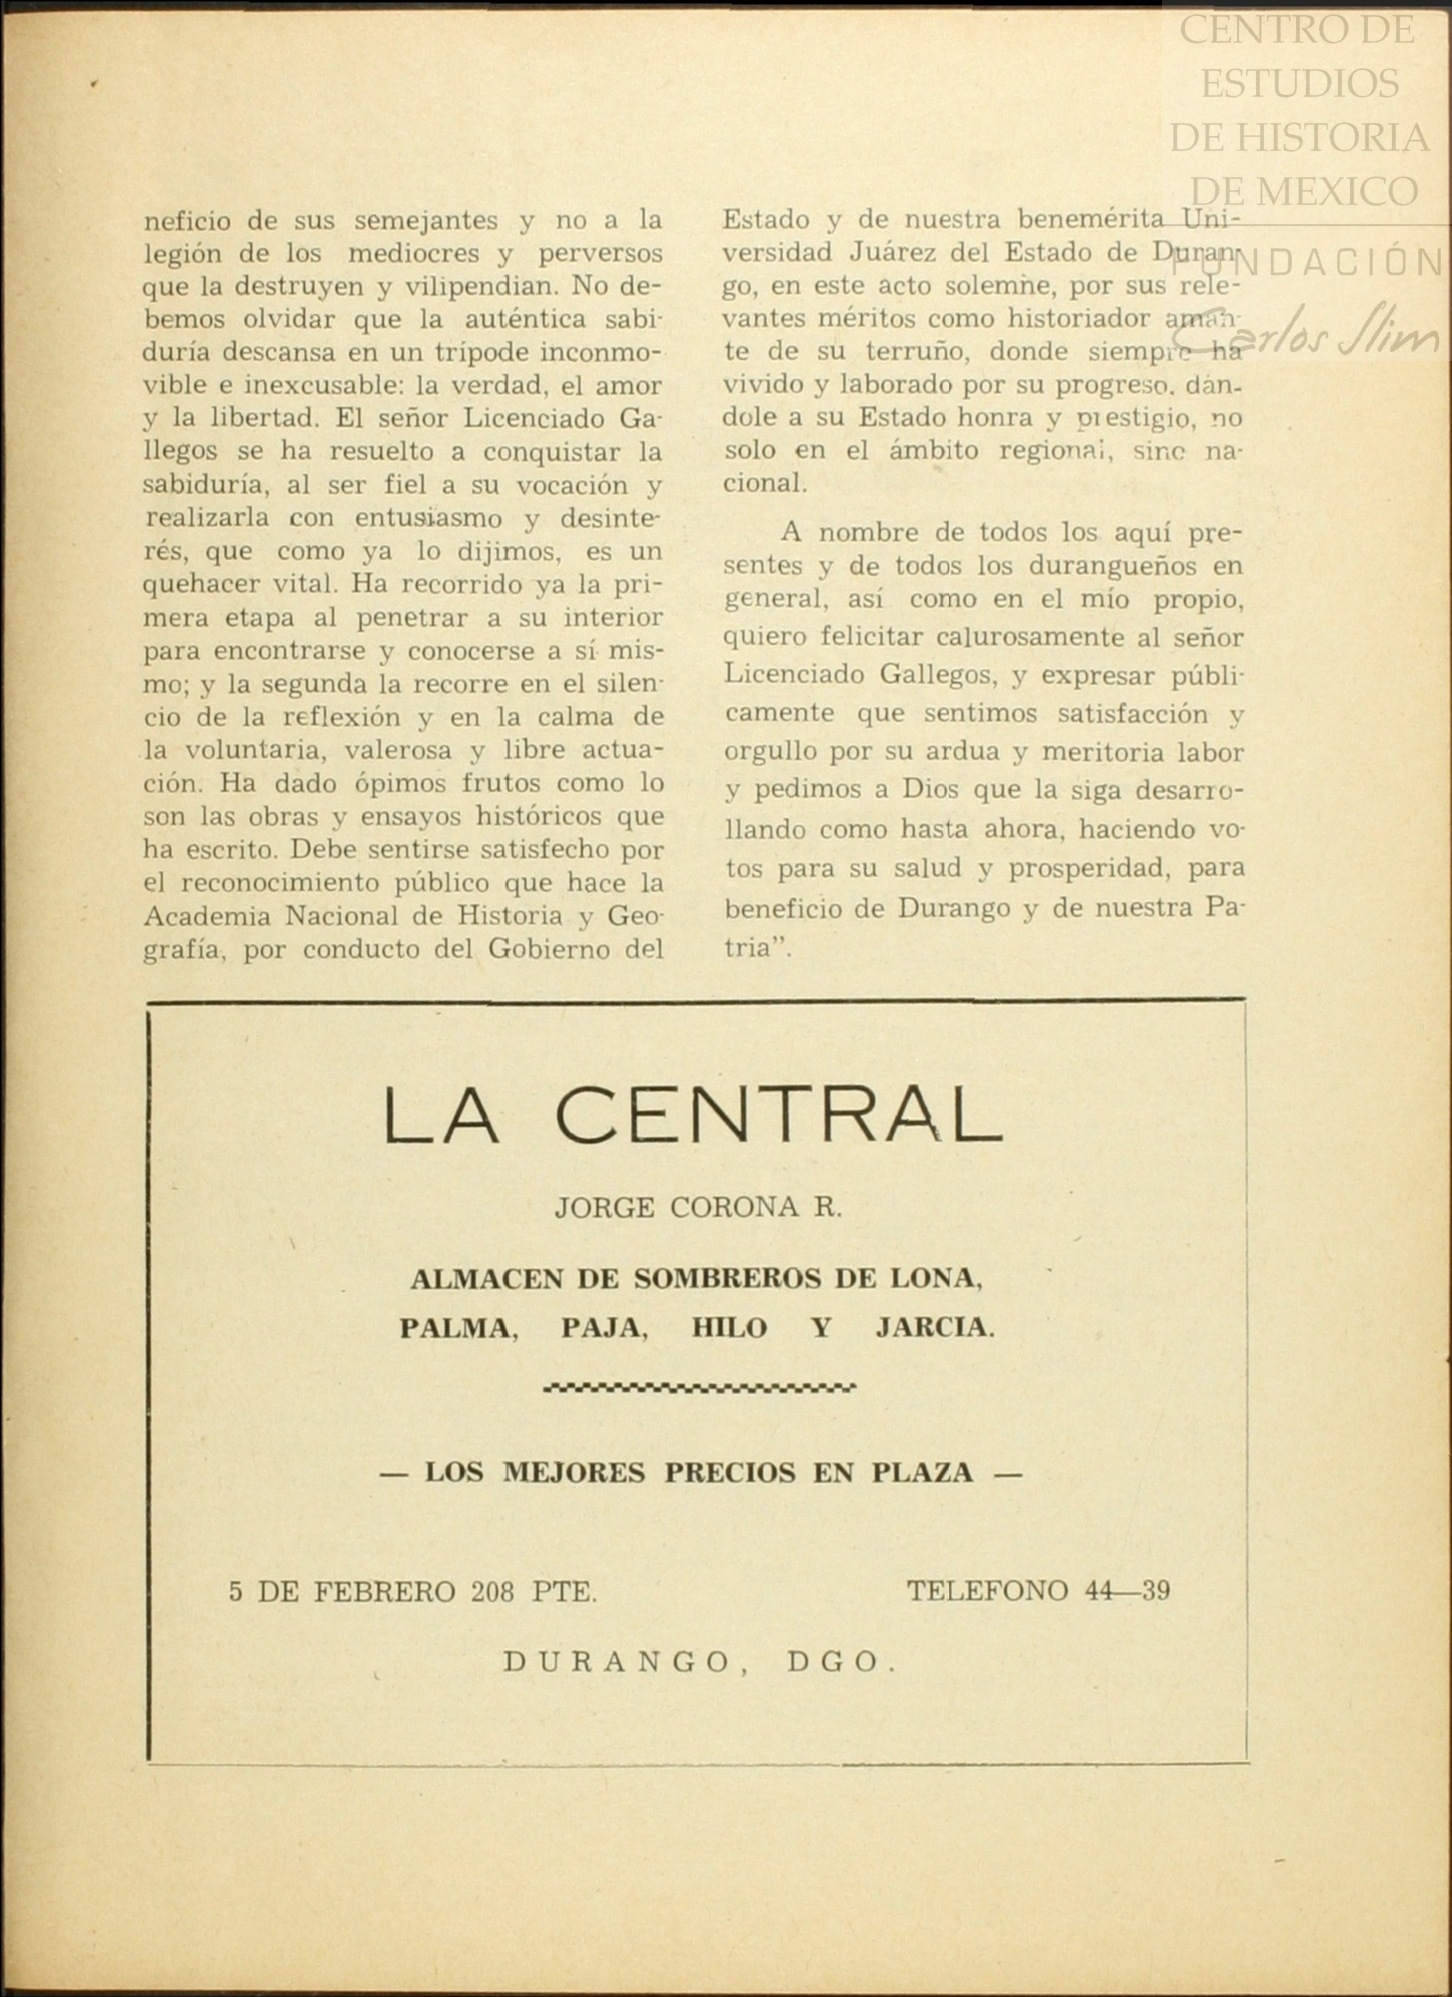 CENTRO DE
ESTUDIOS
DE HISTORIA
DE MEXICO
FUNDACIÓN
Carlos Slim
neficio de sus semejantes y no a la
legión de los mediocres y perversos
que la destruyen y vilipendian. No de-
bemos olvidar que la auténtica sabi-
duría descansa en un trípode inconmo-
vible e inexcusable: la verdad, el amor
y la libertad. El señor Licenciado Ga-
llegos se ha resuelto a conquistar la
sabiduría, al ser fiel a su vocación y
realizarla con entusiasmo y desinte-
rés, que como ya lo dijimos, es un
quehacer vital. Ha recorrido ya la pri-
mera etapa al penetrar a su interior
para encontrarse y conocerse a sí mis-
mo; y la segunda la recorre en el silen-
cio de la reflexión y en la calma de
la voluntaria, valerosa y libre actua-
ción. Ha dado ópimos frutos como lo
son las obras y ensayos históricos que
ha escrito. Debe sentirse satisfecho por
el reconocimiento público que hace la
Academia Nacional de Historia y Geo-
grafía, por conducto del Gobierno del
Estado y de nuestra benemérita Uni-
versidad Juárez del Estado de Duran-
go, en este acto solemne, por sus rele-
vantes méritos como historiador aman-
te de su terruño, donde siempre ha
vivido y laborado por su progreso, dán-
dole a su Estado honra y prestigio, no
solo en el ámbito regional, sino na-
cional.
A nombre de todos los aquí pre-
sentes y de todos los durangueños en
general, así como en el mío propio,
quiero felicitar calurosamente al señor
Licenciado Gallegos, y expresar públi-
camente que sentimos satisfacción y
orgullo por su ardua y meritoria labor
y pedimos a Dios que la siga desarro-
llando como hasta ahora, haciendo vo-
tos para su salud y prosperidad, para
beneficio de Durango y de nuestra Pa-
tria”.
LA CENTRAL
JORGE CORONA R.
ALMACEN DE SOMBREROS DE LONA,
PALMA, PAJA, HILO Y JARCIA.
— LOS MEJORES PRECIOS EN PLAZA —
5 DE FEBRERO 208 PTE. TELEFONO 44—39
DURANGO, DGO.